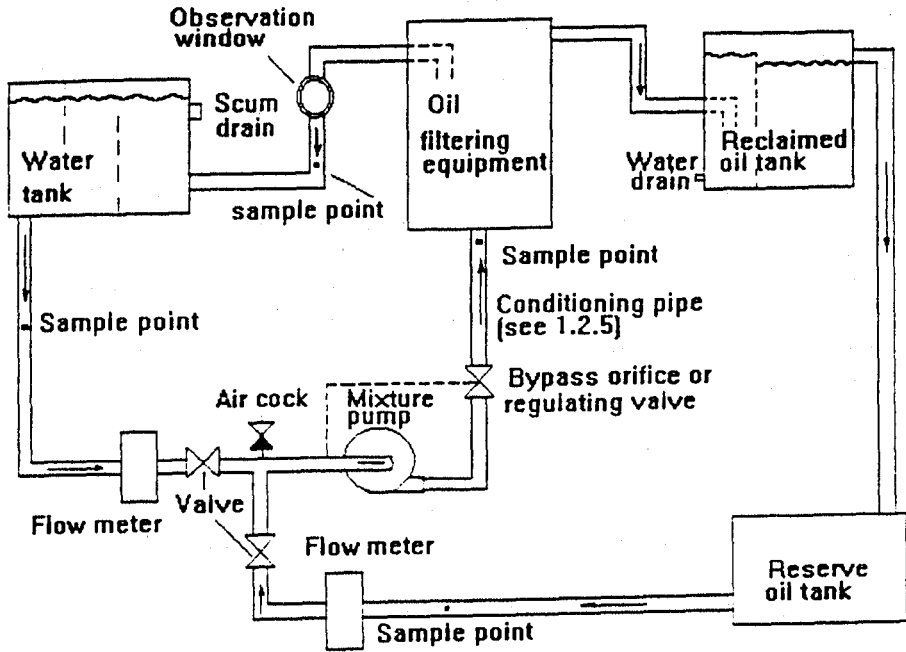 Observation
window
Scum
drain
Water
tank
sample point
Oil
filtering
equipment
Reclaimed
oil tank
Water
drain
Sample point
Conditioning pipe
(see 1.2.5)
Sample point
Bypass orifice or
regulating valve
Air cock
Mixture
pump
Valve
Flow meter
Flow meter
Reserve
oil tank
Sample point